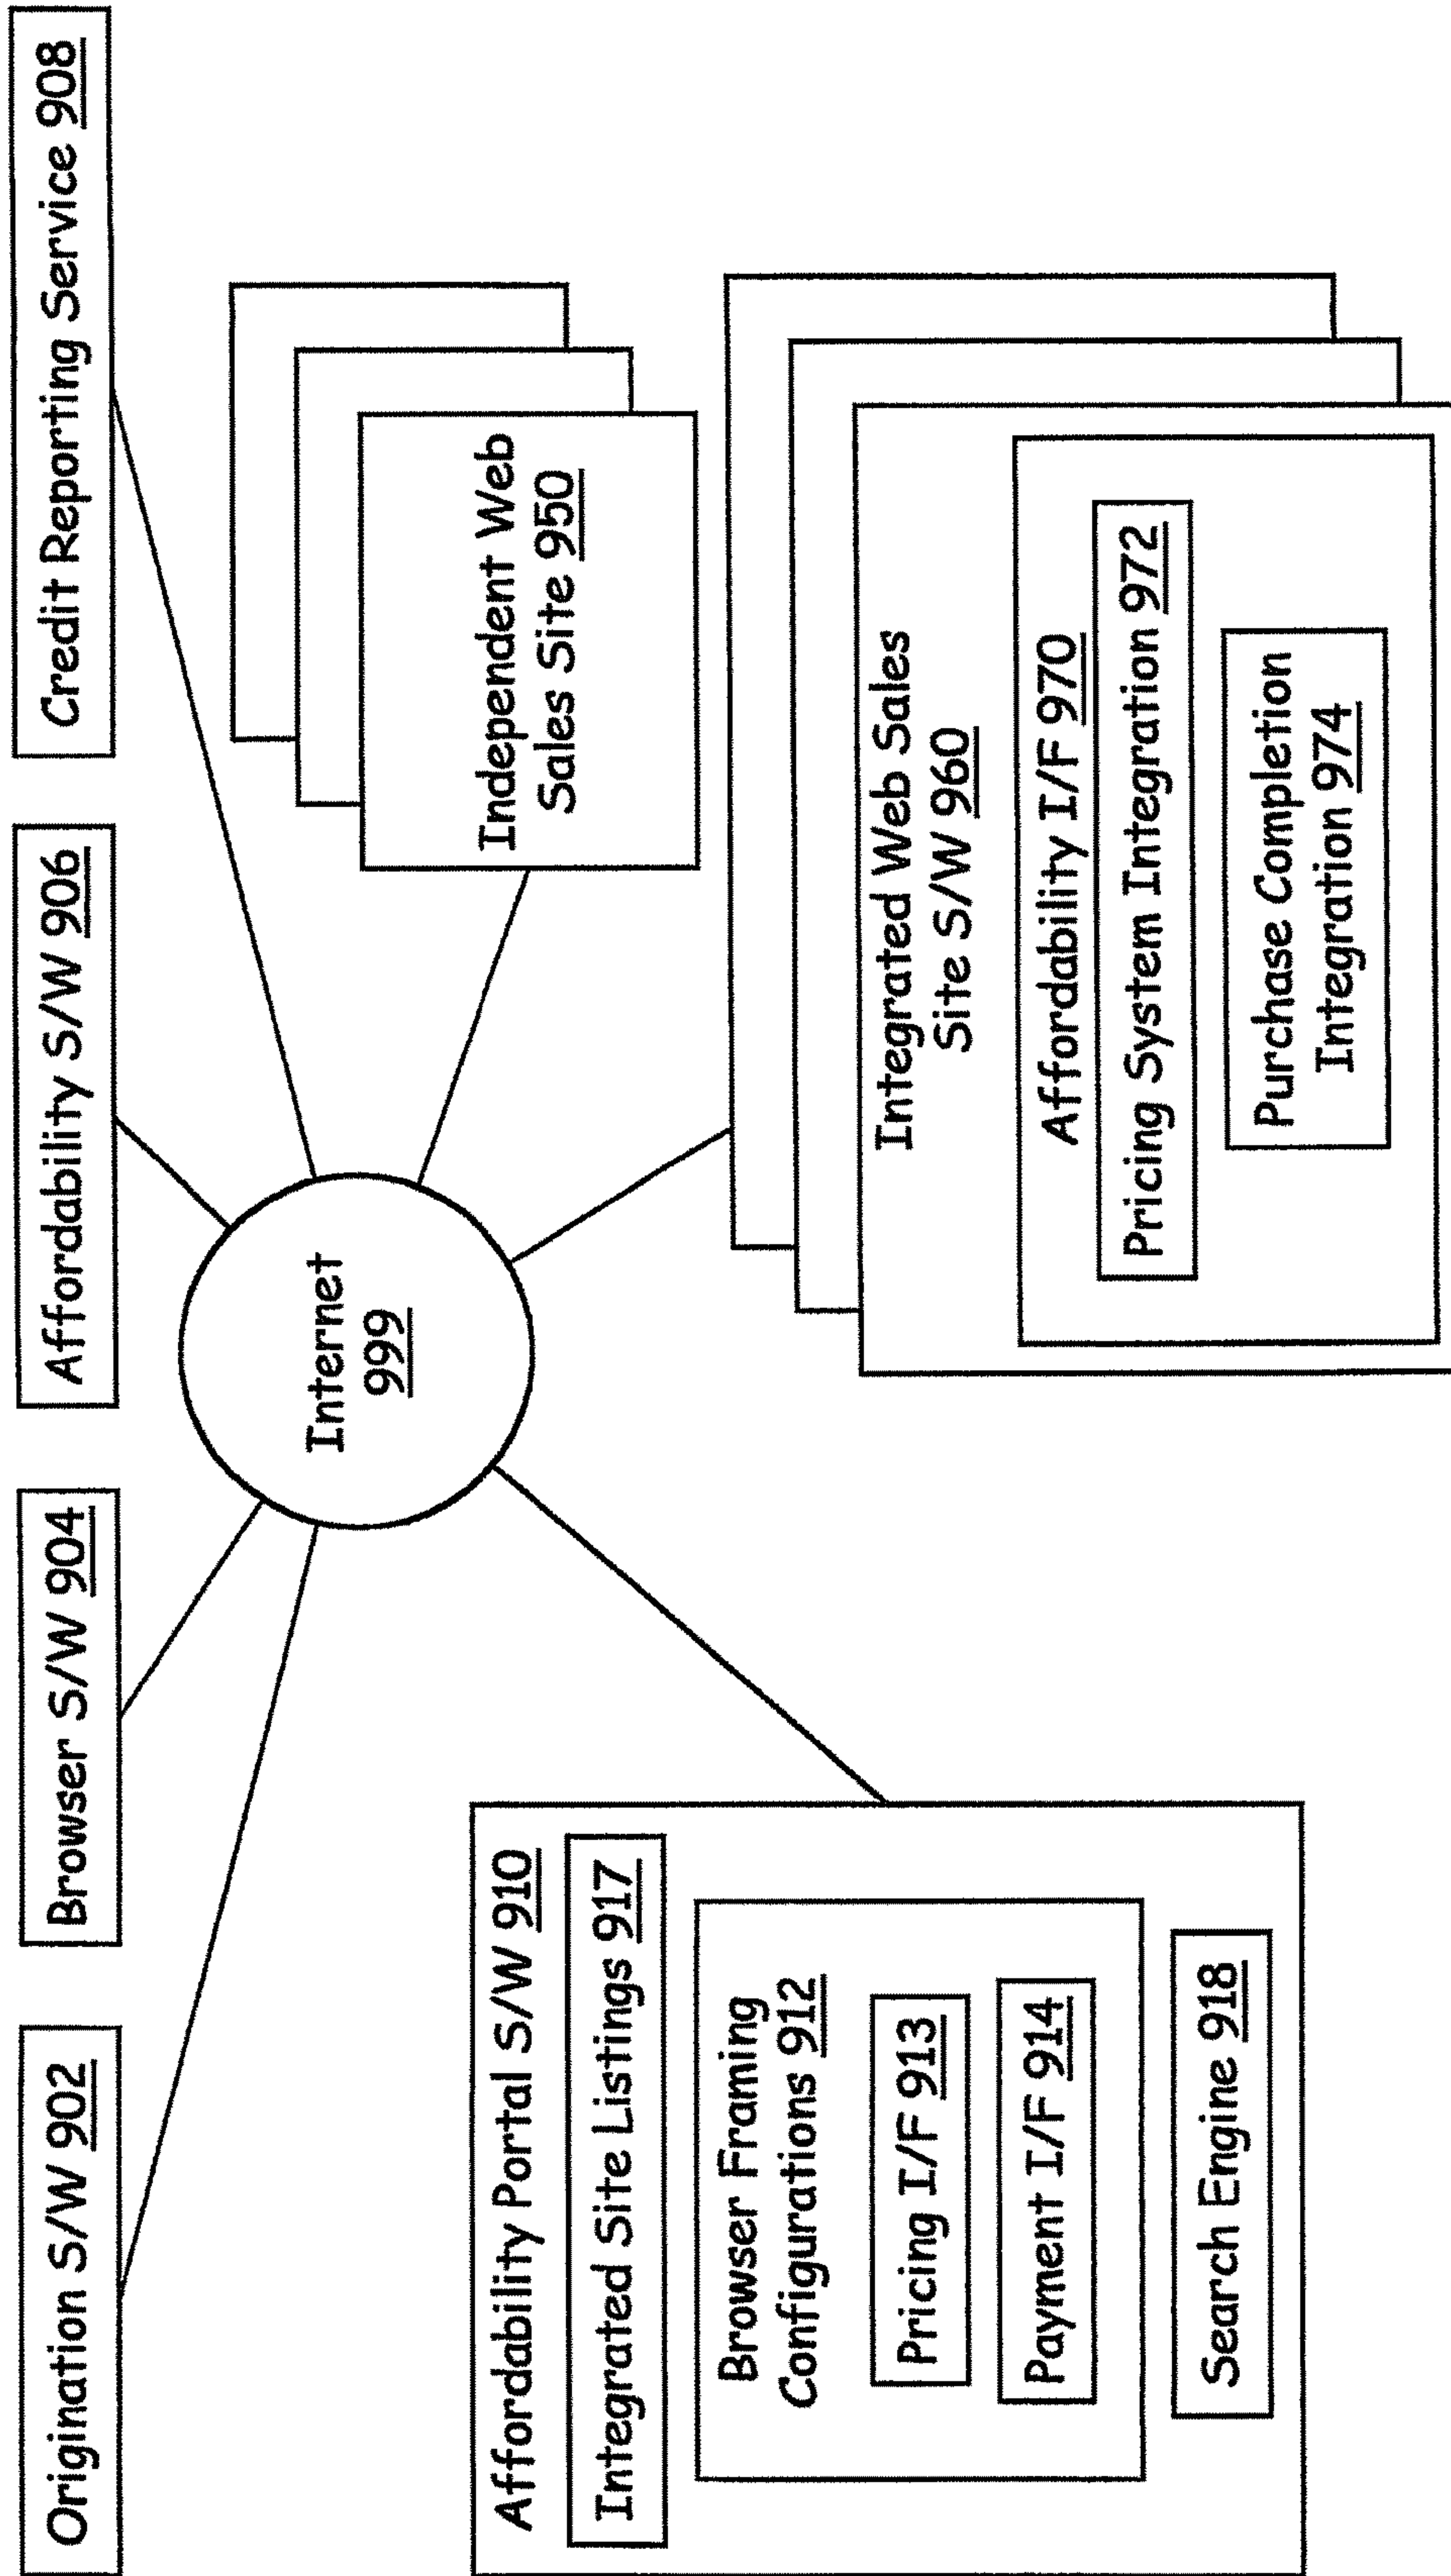 Origination S/W 902
Browser S/W 904
Affordability S/W 906
Credit Reporting Service 908
Internet
999
Independent Web
Sales Site 950
Affordability Portal S/W 910
Integrated Site Listings 917
Browser Framing
Configurations 912
Pricing I/F 913
Payment I/F 914
Search Engine 918
Integrated Web Sales
Site S/W 960
Affordability I/F 970
Pricing System Integration 972
Purchase Completion
Integration 974